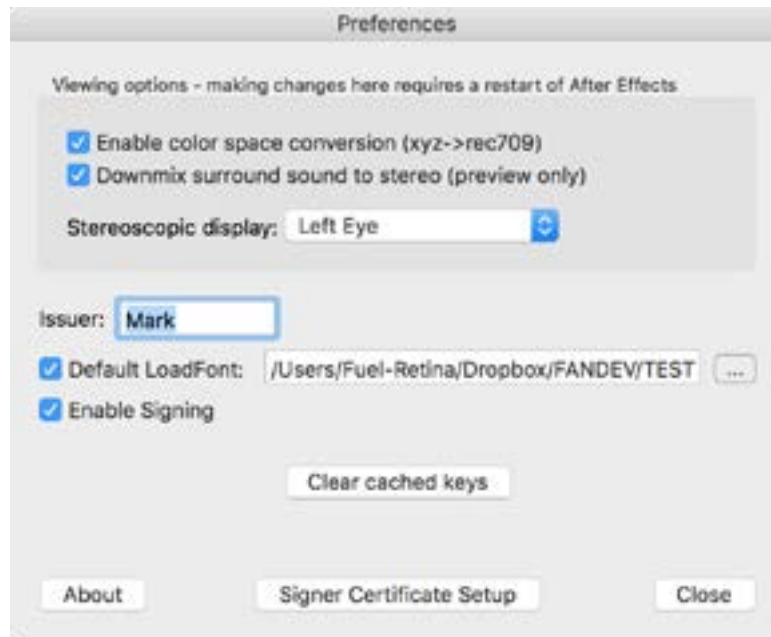 Preferences
Viewing options - making changes here requires a restart of After Effects
Enable color space conversion (xyz->rec709)
Downmix surround sound to stereo (preview only)
Stereoscopic display: Left Eye
Issuer: Mark
Default LoadFont: /Users/Fuel-Retina/Dropbox/FANDEV/TEST ...
Enable Signing
Clear cached keys
About Signer Certificate Setup Close